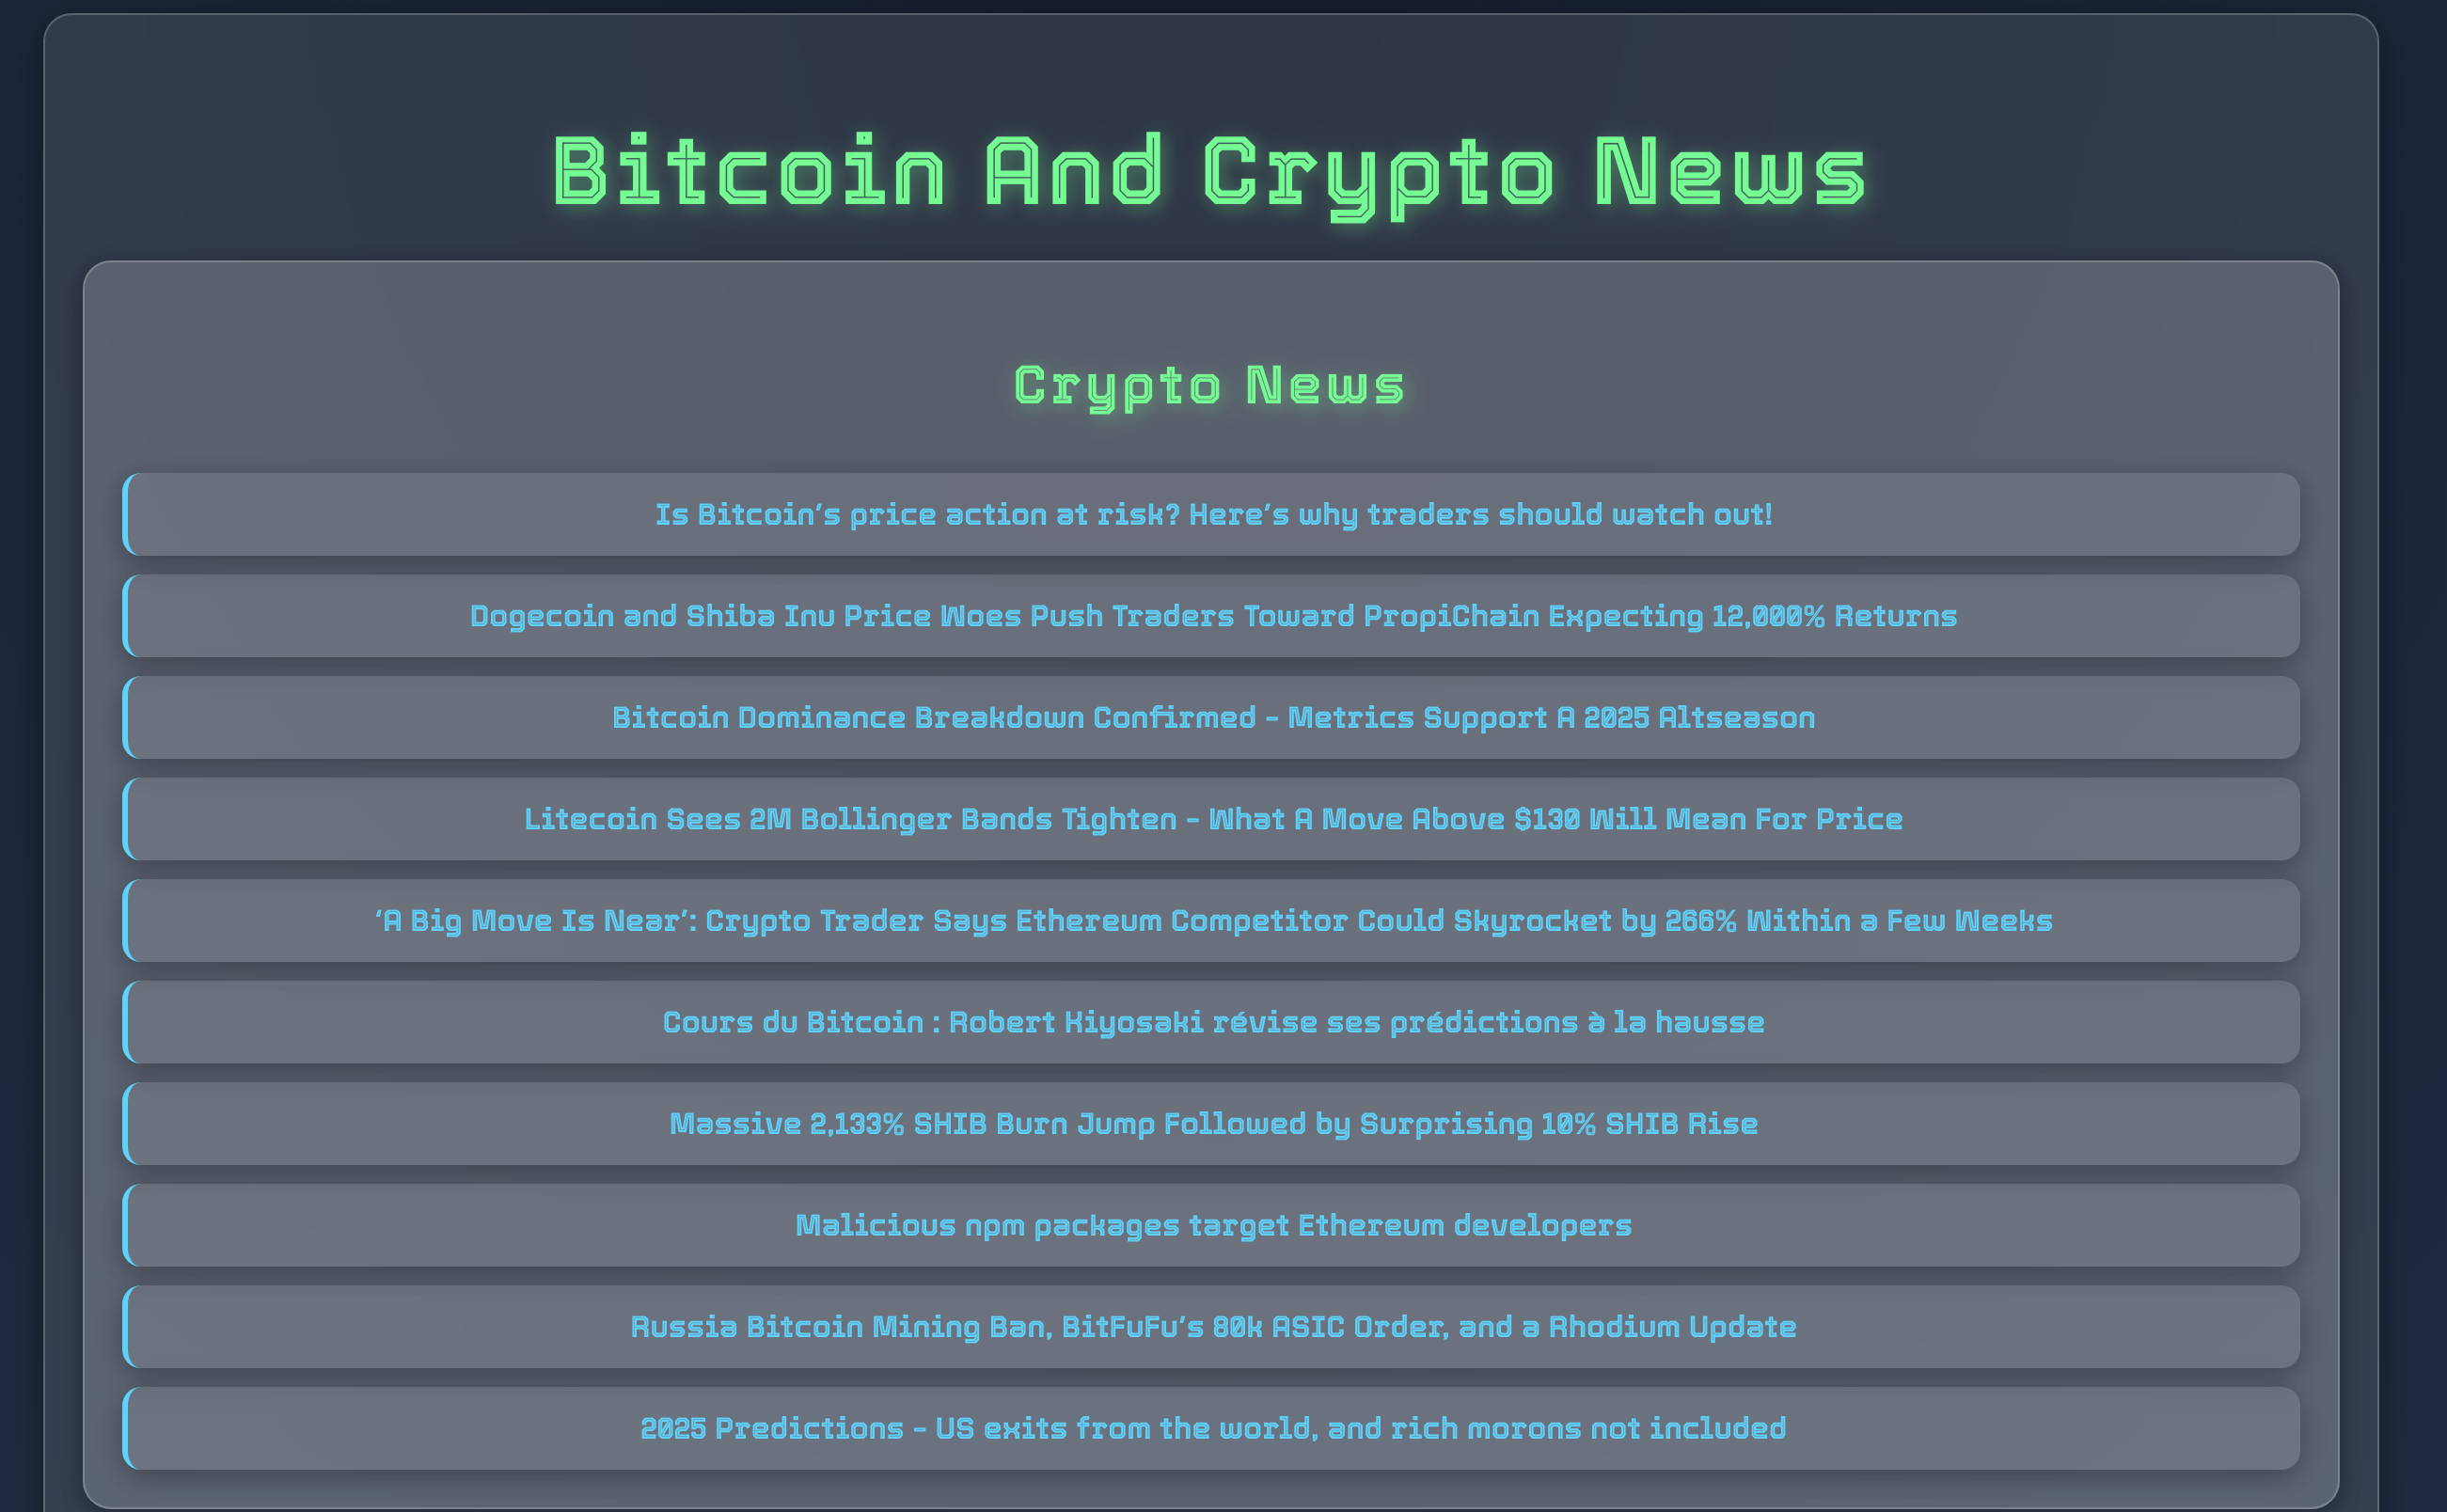 Bitcoin And Crypto News
Crypto News
Is Bitcoin’s price action at risk? Here’s why traders should watch out!
Dogecoin and Shiba Inu Price Woes Push Traders Toward PropiChain Expecting 12,000% Returns
Bitcoin Dominance Breakdown Confirmed – Metrics Support A 2025 Altseason
Litecoin Sees 2M Bollinger Bands Tighten – What A Move Above $130 Will Mean For Price
‘A Big Move Is Near’: Crypto Trader Says Ethereum Competitor Could Skyrocket by 266% Within a Few Weeks
Cours du Bitcoin : Robert Kiyosaki révise ses prédictions à la hausse
Massive 2,133% SHIB Burn Jump Followed by Surprising 10% SHIB Rise
Malicious npm packages target Ethereum developers
Russia Bitcoin Mining Ban, BitFuFu’s 80k ASIC Order, and a Rhodium Update
2025 Predictions – US exits from the world, and rich morons not included